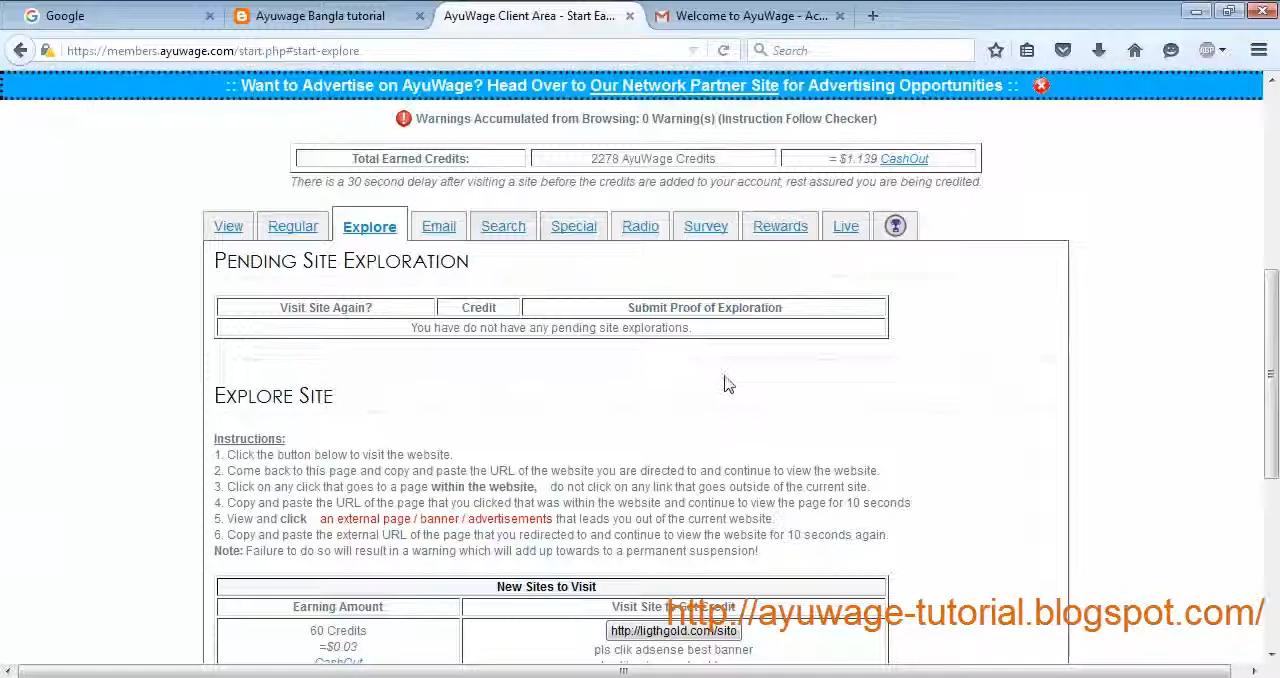 Google
Ayuwage Bangla tutorial
AyuWage Client Area - Start Ea...
Welcome to AyuWage - Ac...
https://members.ayuwage.com/start.php#start-explore
Search
ABP
:: Want to Advertise on AyuWage? Head Over to Our Network Partner Site for Advertising Opportunities ::
Warnings Accumulated from Browsing: 0 Warning(s) (Instruction Follow Checker)
Total Earned Credits: 2278 AyuWage Credits = $1.139 CashOut
There is a 30 second delay after visiting a site before the credits are added to your account, rest assured you are being credited.
View Regular Explore Email Search Special Radio Survey Rewards Live
PENDING SITE EXPLORATION
Visit Site Again? Credit Submit Proof of Exploration
You have do not have any pending site explorations.
EXPLORE SITE
Instructions:
1. Click the button below to visit the website.
2. Come back to this page and copy and paste the URL of the website you are directed to and continue to view the website.
3. Click on any click that goes to a page within the website, do not click on any link that goes outside of the current site.
4. Copy and paste the URL of the page that you clicked that was within the website and continue to view the page for 10 seconds
5. View and click an external page / banner / advertisements that leads you out of the current website.
6. Copy and paste the external URL of the page that you redirected to and continue to view the website for 10 seconds again.
Note: Failure to do so will result in a warning which will add up towards to a permanent suspension!
New Sites to Visit
Earning Amount Visit Site to Get Credit
http://ayuwage-tutorial.blogspot.com/
60 Credits http://ligthgold.com/sito
=$0.03
pls clik adsense best banner
CashOut